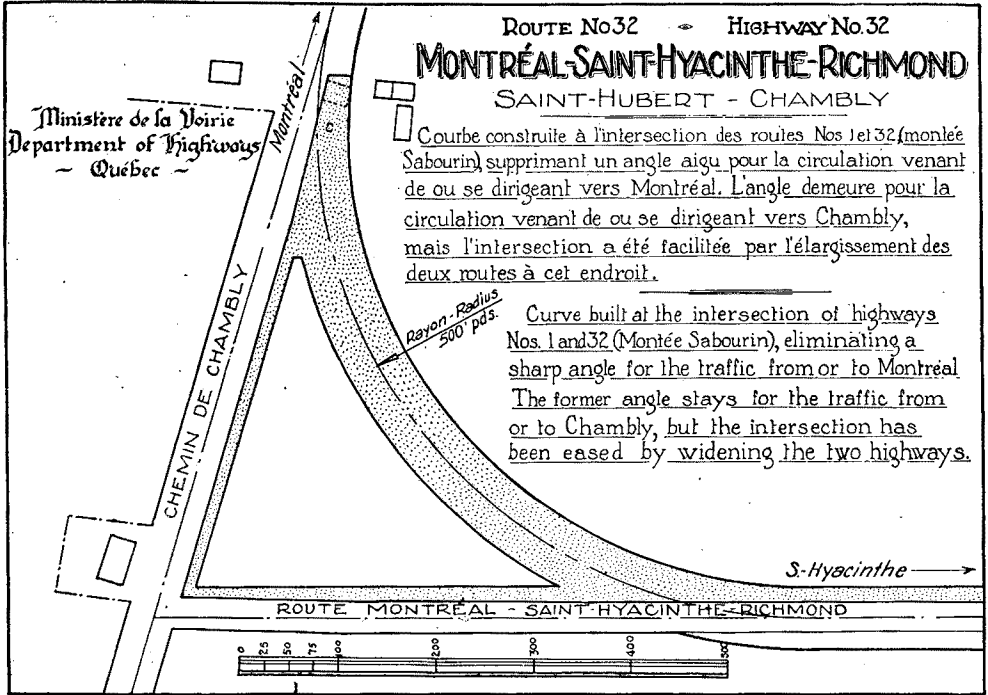 ROUTE No 32 HIGHWAY No. 32
MONTRÉAL-SAINT-HYACINTHE-RICHMOND
SAINT-HUBERT - CHAMBLY
Ministère de la Voirie
Department of Highways
- Québec -
Courbe construite à l'intersection des routes Nos 1 et 32, (montée
Sabourin), supprimant un angle aigu pour la circulation venant
de ou se dirigeant vers Montréal. L'angle demeure pour la
circulation venant de ou se dirigeant vers Chambly,
mais l'intersection a été facilitée par l'élargissement des
deux routes à cet endroit.
Curve built at the intersection of highways
Nos. 1 and 32 (Montée Sabourin), eliminating a
sharp angle for the traffic from or to Montréal
The former angle stays for the traffic from
or to Chambly, but the intersection has
been eased by widening the two highways.
Montréal
CHEMIN DE CHAMBLY
Rayon-Radius
500' pds.
S.-Hyacinthe
ROUTE MONTRÉAL - SAINT-HYACINTHE-RICHMOND
0 25 50 75 100 200 300 400 500